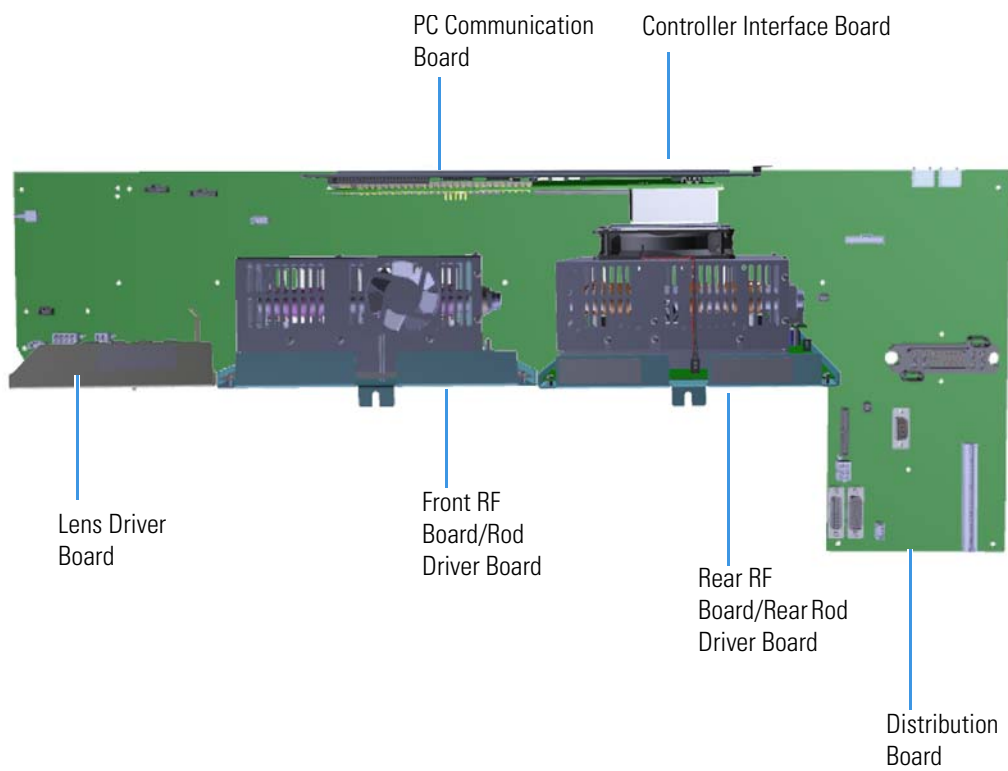 PC Communication
Board
Controller Interface Board
Lens Driver
Board
Front RF
Board/Rod
Driver Board
Rear RF
Board/Rear Rod
Driver Board
Distribution
Board